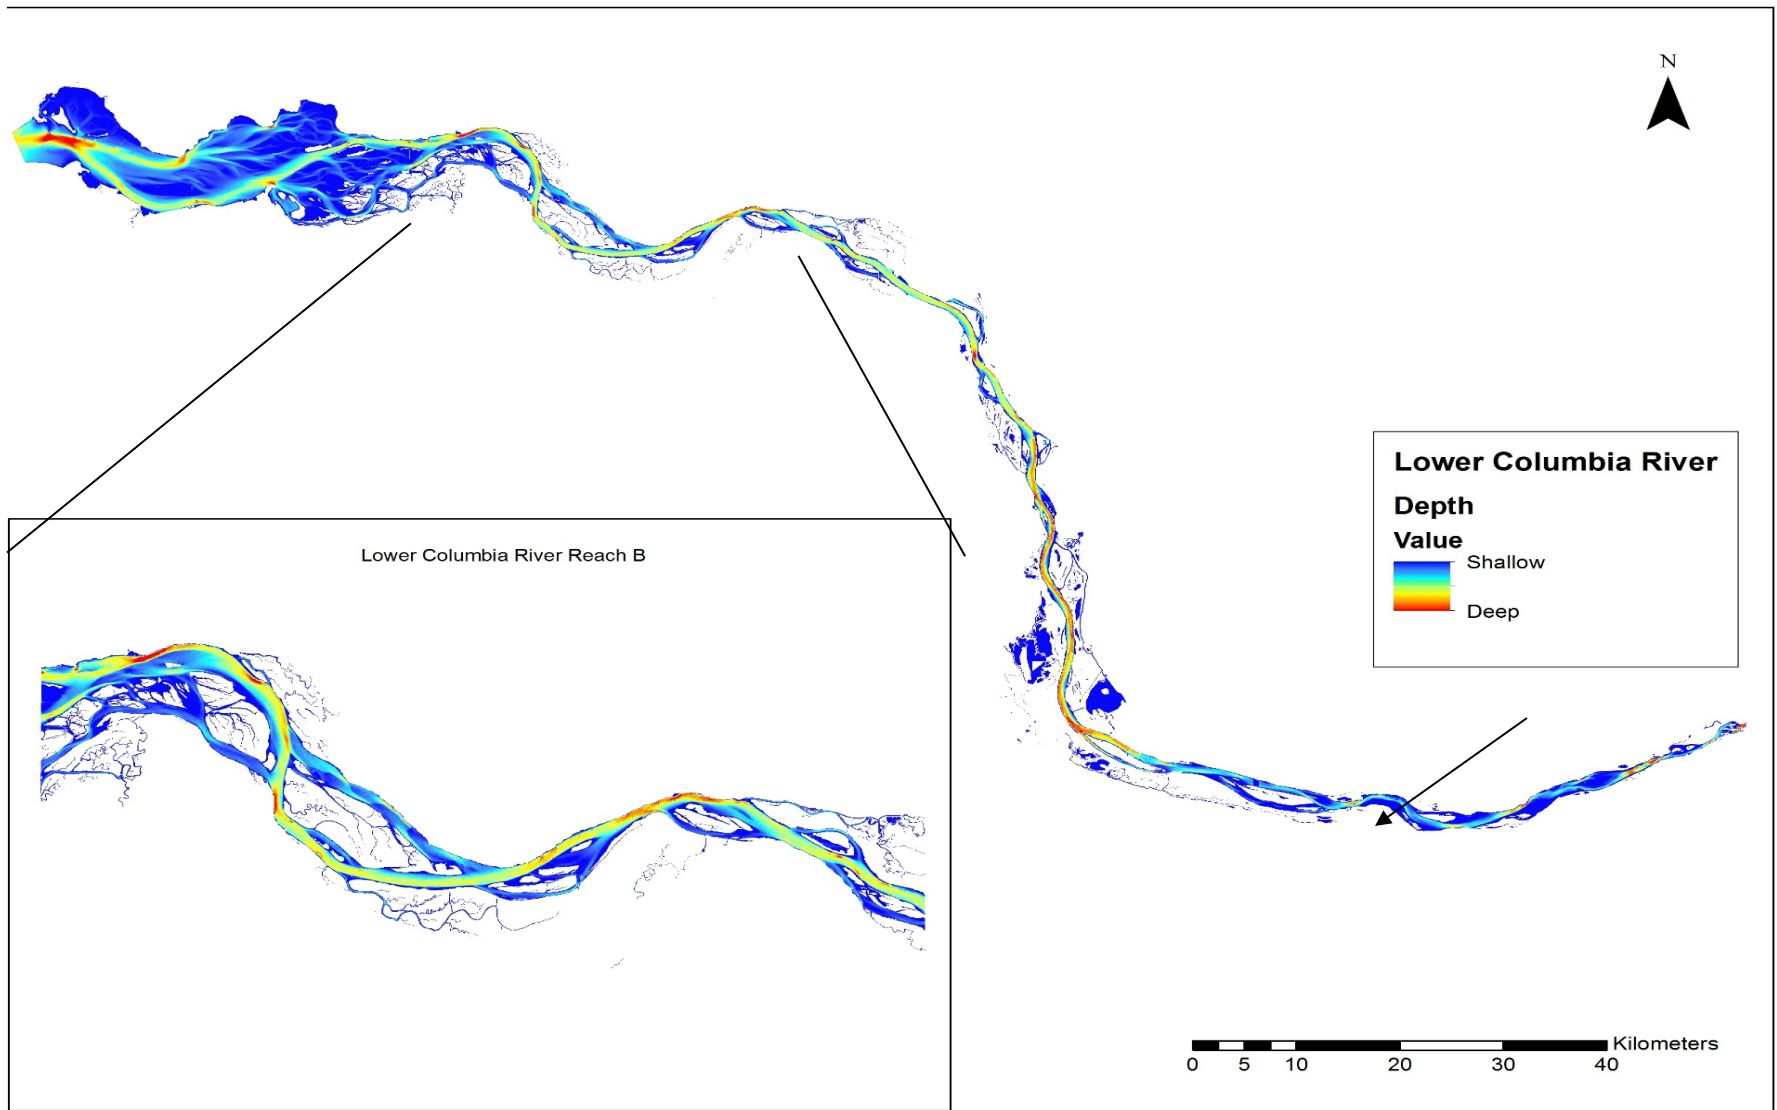 N
Lower Columbia River
Depth
Value
Shallow
Deep
Lower Columbia River Reach B
Kilometers
0 5 10 20 30 40